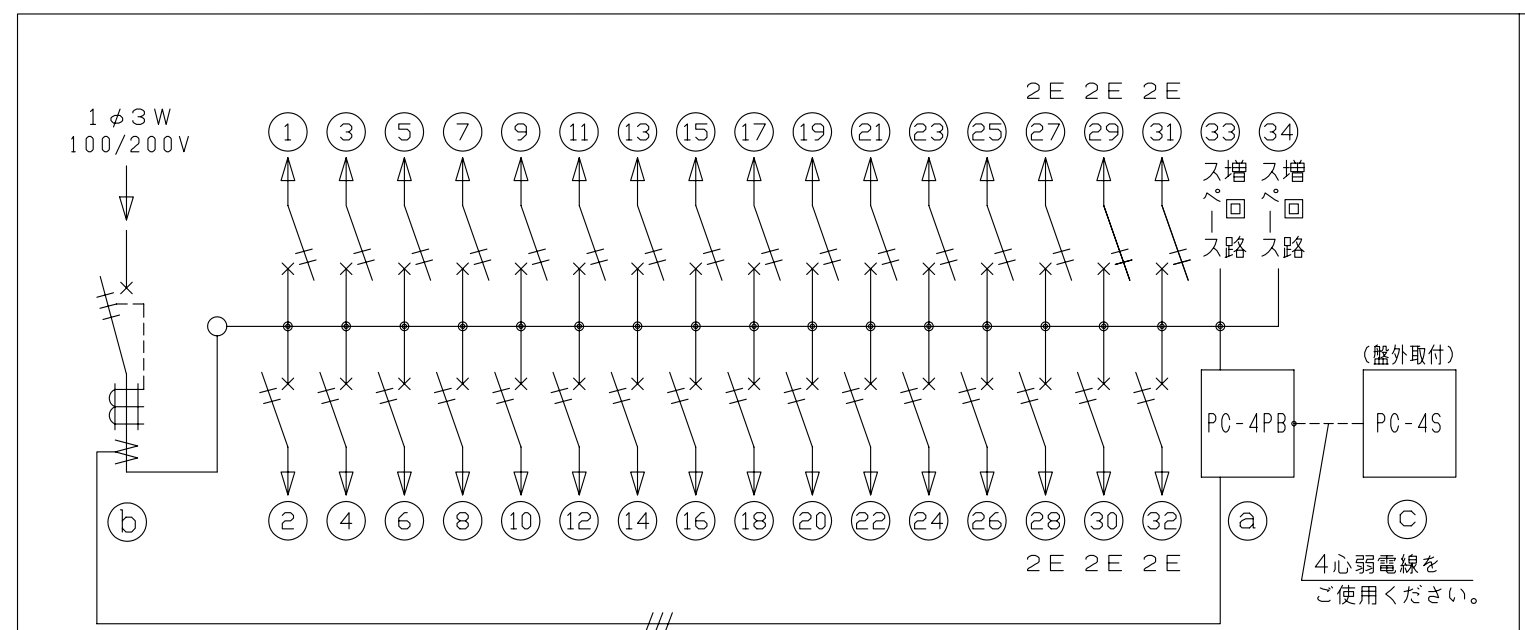 2E 2E 2E
1φ3W
100/200V
① ③ ⑤ ⑦ ⑨ ⑪ ⑬ ⑮ ⑰ ⑲ ㉑ ㉓ ㉕ ㉗ ㉙ ㉛ ㉝ ㉞
増回路
スペース
増回路
スペース
(盤外取付)
PC-4PB
PC-4S
ⓑ ② ④ ⑥ ⑧ ⑩ ⑫ ⑭ ⑯ ⑱ ⑳ ㉒ ㉔ ㉖ ㉘ ㉚ ㉜ ⓐ ⓒ
2E 2E 2E
4心弱電線を
ご使用ください。